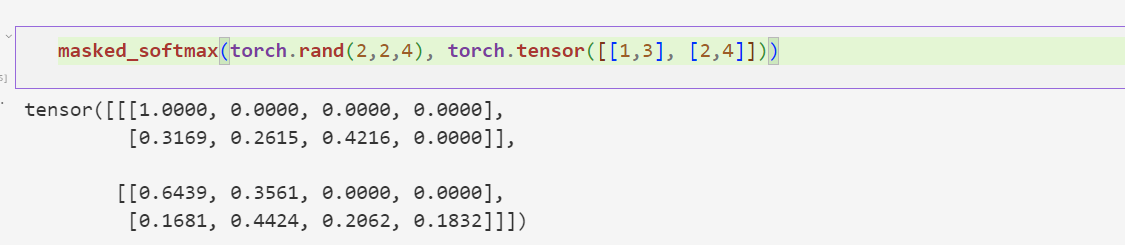 masked_softmax(torch.rand(2,2,4), torch.tensor([[1,3], [2,4]]))
tensor([[[1.0000, 0.0000, 0.0000, 0.0000],
[0.3169, 0.2615, 0.4216, 0.0000]],
[[0.6439, 0.3561, 0.0000, 0.0000],
[0.1681, 0.4424, 0.2062, 0.1832]]])